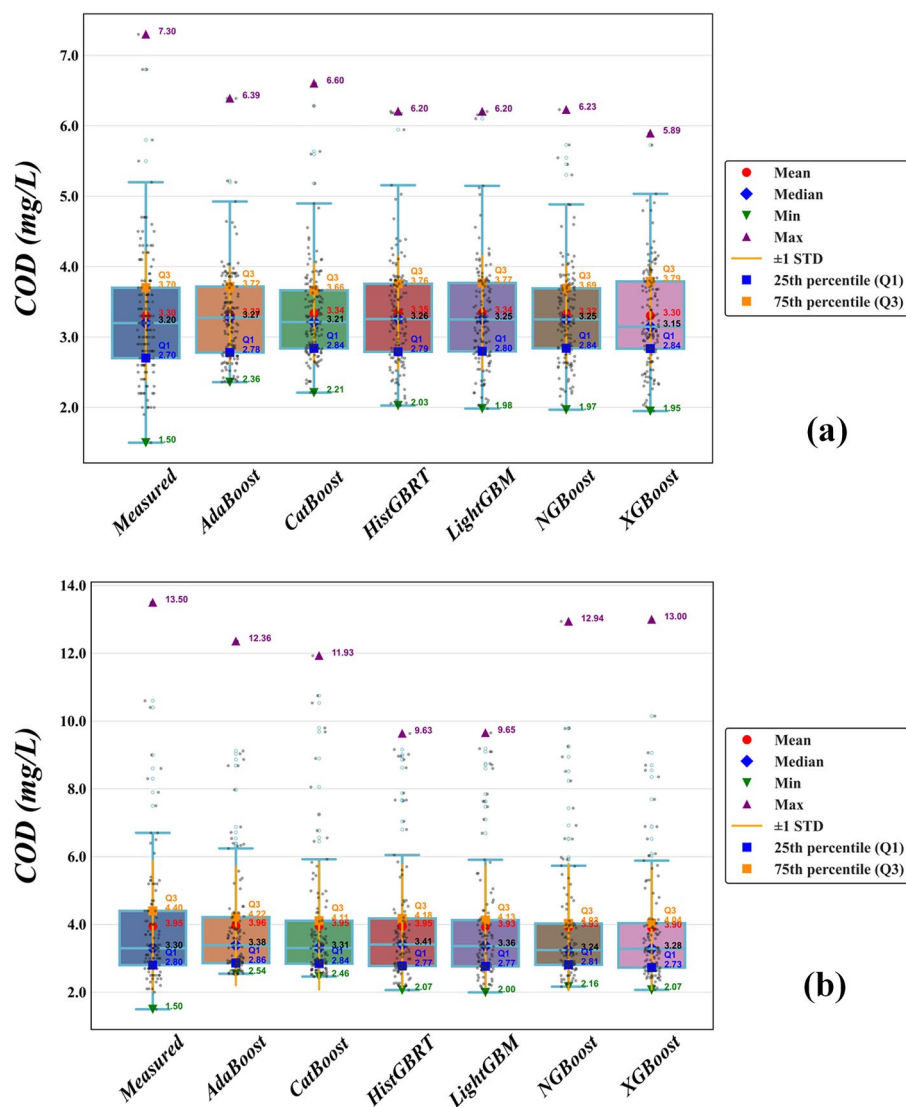 7.30
7.0
6.60
6.39
6.20
6.20
6.23
6.0
5.89
5.0
4.0
Q3
3.70
Q3
3.72
Q3
3.66
Q3
3.76
Q3
3.77
Q3
3.69
Q3
3.79
3.30
3.20
3.27
3.34
3.21
3.35
3.26
3.34
3.25
3.25
3.30
3.15
3.0
Q1
2.70
Q1
2.78
Q1
2.84
Q1
2.79
Q1
2.80
Q1
2.84
Q1
2.84
2.36
2.21
2.03
1.98
1.97
1.95
2.0
1.50
COD (mg/L)
Measured
AdaBoost
CatBoost
HistGBRT
LightGBM
NGBoost
XGBoost
Mean
Median
Min
Max
±1 STD
25th percentile (Q1)
75th percentile (Q3)
(a)
14.0
13.50
12.36
11.93
12.94
13.00
12.0
10.0
9.63
9.65
8.0
6.0
Q3
4.40
Q3
4.22
Q3
4.11
Q3
4.18
Q3
4.13
Q3
Q3
4.04
4.0
3.95
3.96
3.95
3.95
3.93
3.93
3.90
3.30
3.38
3.31
3.41
3.36
3.24
3.28
Q1
2.80
Q1
2.86
Q1
2.84
Q1
2.77
Q1
2.77
Q1
2.81
Q1
2.73
2.54
2.46
2.07
2.00
2.16
2.07
2.0
1.50
COD (mg/L)
Measured
AdaBoost
CatBoost
HistGBRT
LightGBM
NGBoost
XGBoost
Mean
Median
Min
Max
±1 STD
25th percentile (Q1)
75th percentile (Q3)
(b)